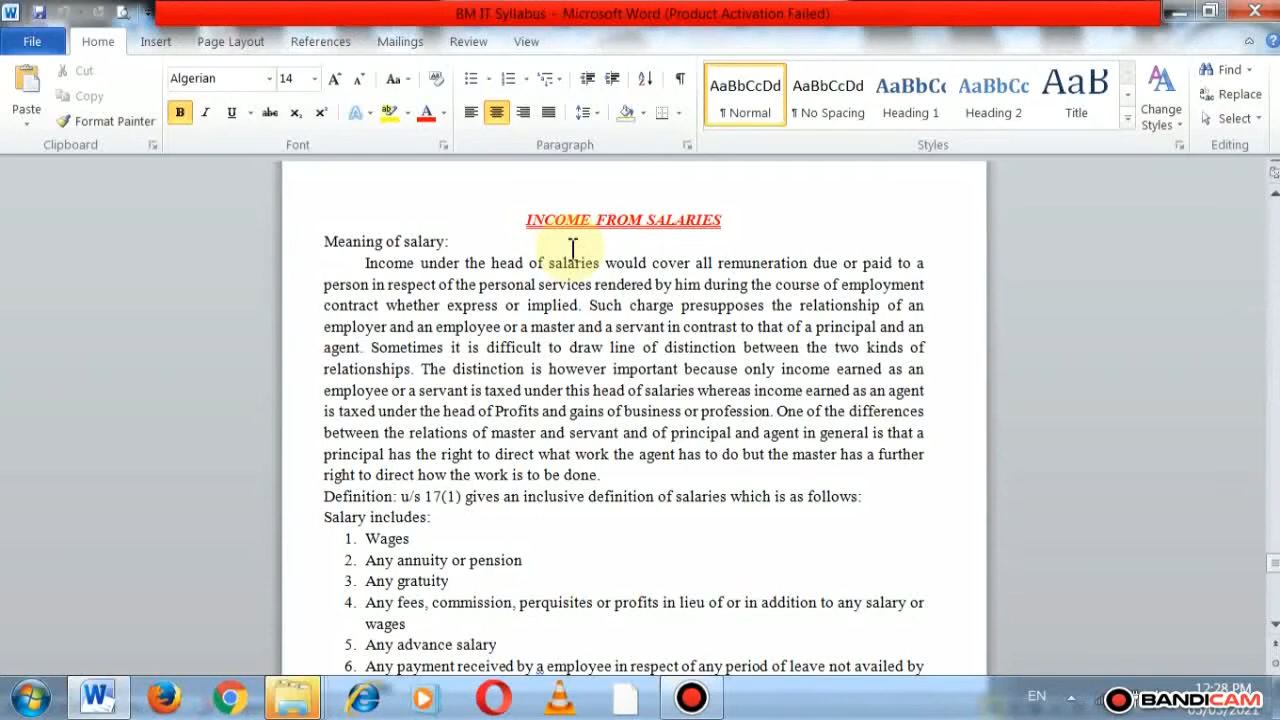 BM IT Syllabus - Microsoft Word (Product Activation Failed)
File Home Insert Page Layout References Mailings Review View
Paste
Cut
Copy
Format Painter
Algerian 14
AaBbCcDd AaBbCcDd AaBbCc AaBbCc AaB
¶ Normal ¶ No Spacing Heading 1 Heading 2 Title
Change Styles
Find
Replace
Select
Clipboard Font Paragraph Styles Editing
INCOME FROM SALARIES
Meaning of salary:
Income under the head of salaries would cover all remuneration due or paid to a
person in respect of the personal services rendered by him during the course of employment
contract whether express or implied. Such charge presupposes the relationship of an
employer and an employee or a master and a servant in contrast to that of a principal and an
agent. Sometimes it is difficult to draw line of distinction between the two kinds of
relationships. The distinction is however important because only income earned as an
employee or a servant is taxed under this head of salaries whereas income earned as an agent
is taxed under the head of Profits and gains of business or profession. One of the differences
between the relations of master and servant and of principal and agent in general is that a
principal has the right to direct what work the agent has to do but the master has a further
right to direct how the work is to be done.
Definition: u/s 17(1) gives an inclusive definition of salaries which is as follows:
Salary includes:
1. Wages
2. Any annuity or pension
3. Any gratuity
4. Any fees, commission, perquisites or profits in lieu of or in addition to any salary or
wages
5. Any advance salary
6. Any payment received by a employee in respect of any period of leave not availed by
EN
12:28 PM
BANDICAM